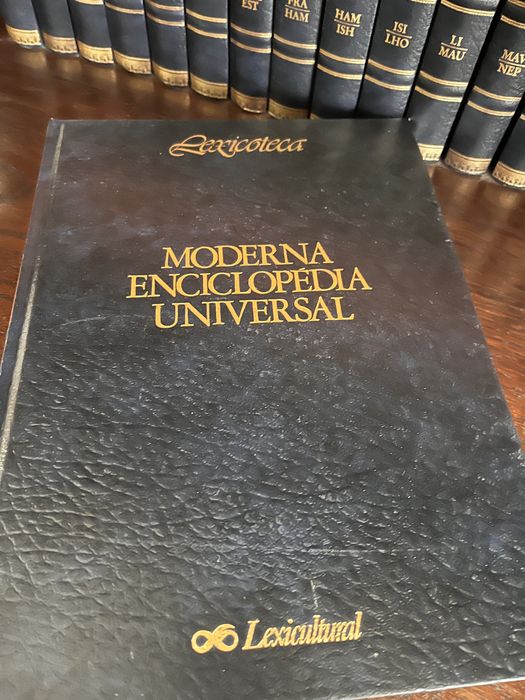 EST
FRA
HAM
HAM
ISH
ISI
LHO
LI
MAU
MAV
NEP
Lexicoteca
MODERNA
ENCICLOPÉDIA
UNIVERSAL
Lexicultural